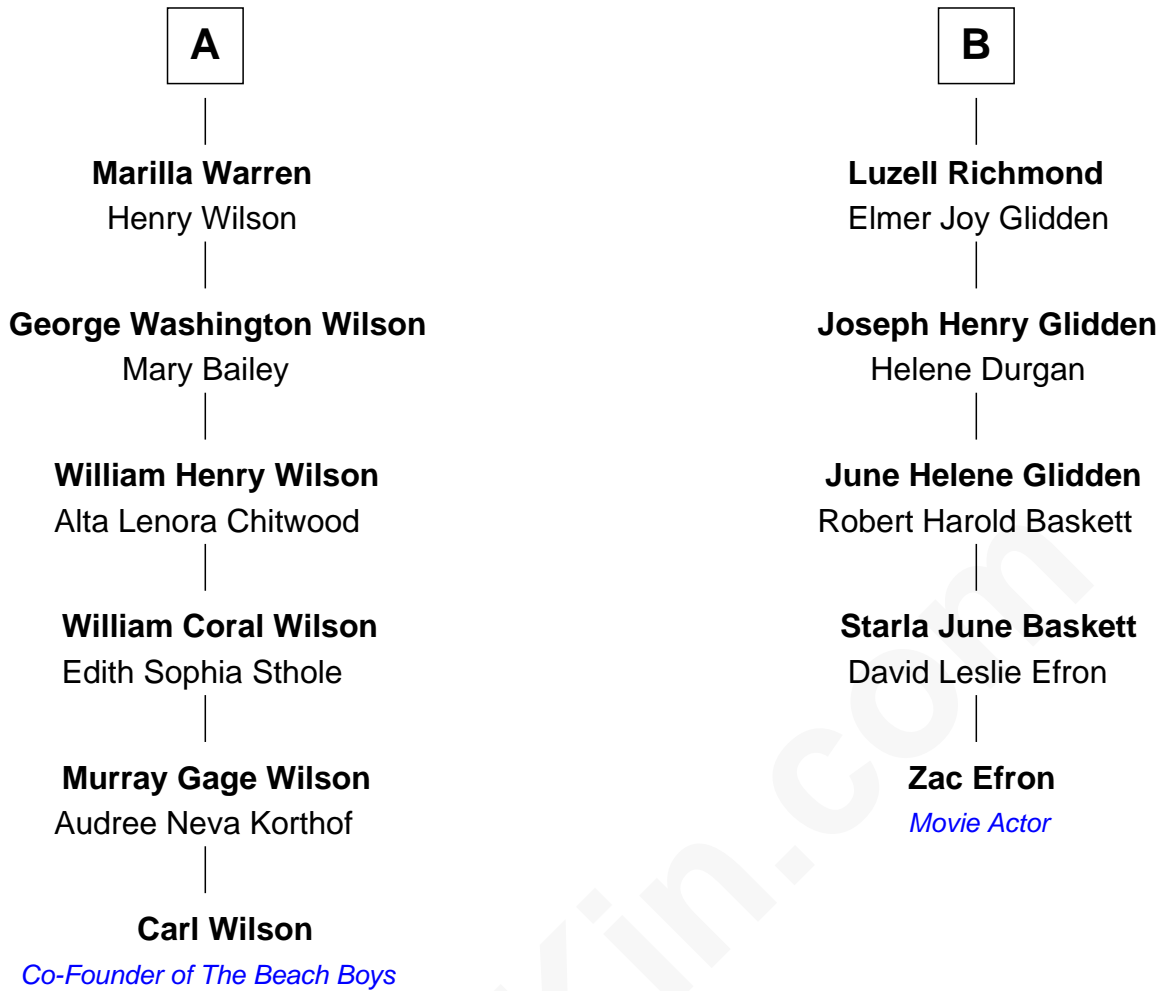 A
Marilla Warren
Henry Wilson
George Washington Wilson
Mary Bailey
William Henry Wilson
Alta Lenora Chitwood
William Coral Wilson
Edith Sophia Sthole
Murray Gage Wilson
Audree Neva Korthof
Carl Wilson
Co-Founder of The Beach Boys
B
Luzell Richmond
Elmer Joy Glidden
Joseph Henry Glidden
Helene Durgan
June Helene Glidden
Robert Harold Baskett
Starla June Baskett
David Leslie Efron
Zac Efron
Movie Actor
Kin.com